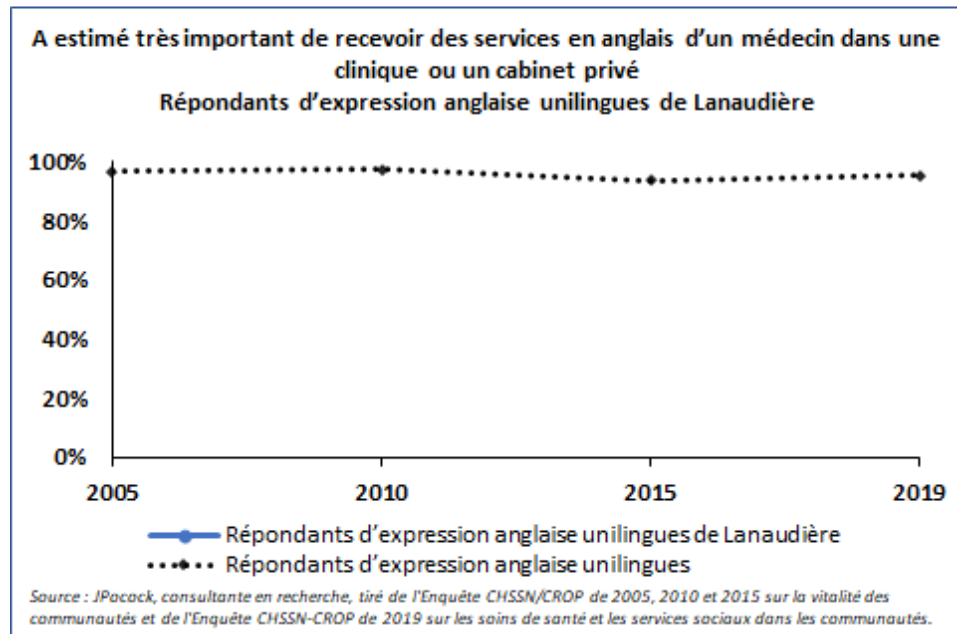 A estimé très important de recevoir des services en anglais d’un médecin dans une
clinique ou un cabinet privé
Répondants d’expression anglaise unilingues de Lanaudière
100%
80%
60%
40%
20%
0%
2005 2010 2015 2019
Répondants d’expression anglaise unilingues de Lanaudière
Répondants d’expression anglaise unilingues
Source : JPocock, consultante en recherche, tiré de l'Enquête CHSSN/CROP de 2005, 2010 et 2015 sur la vitalité des
communautés et de l'Enquête CHSSN-CROP de 2019 sur les soins de santé et les services sociaux dans les communautés.